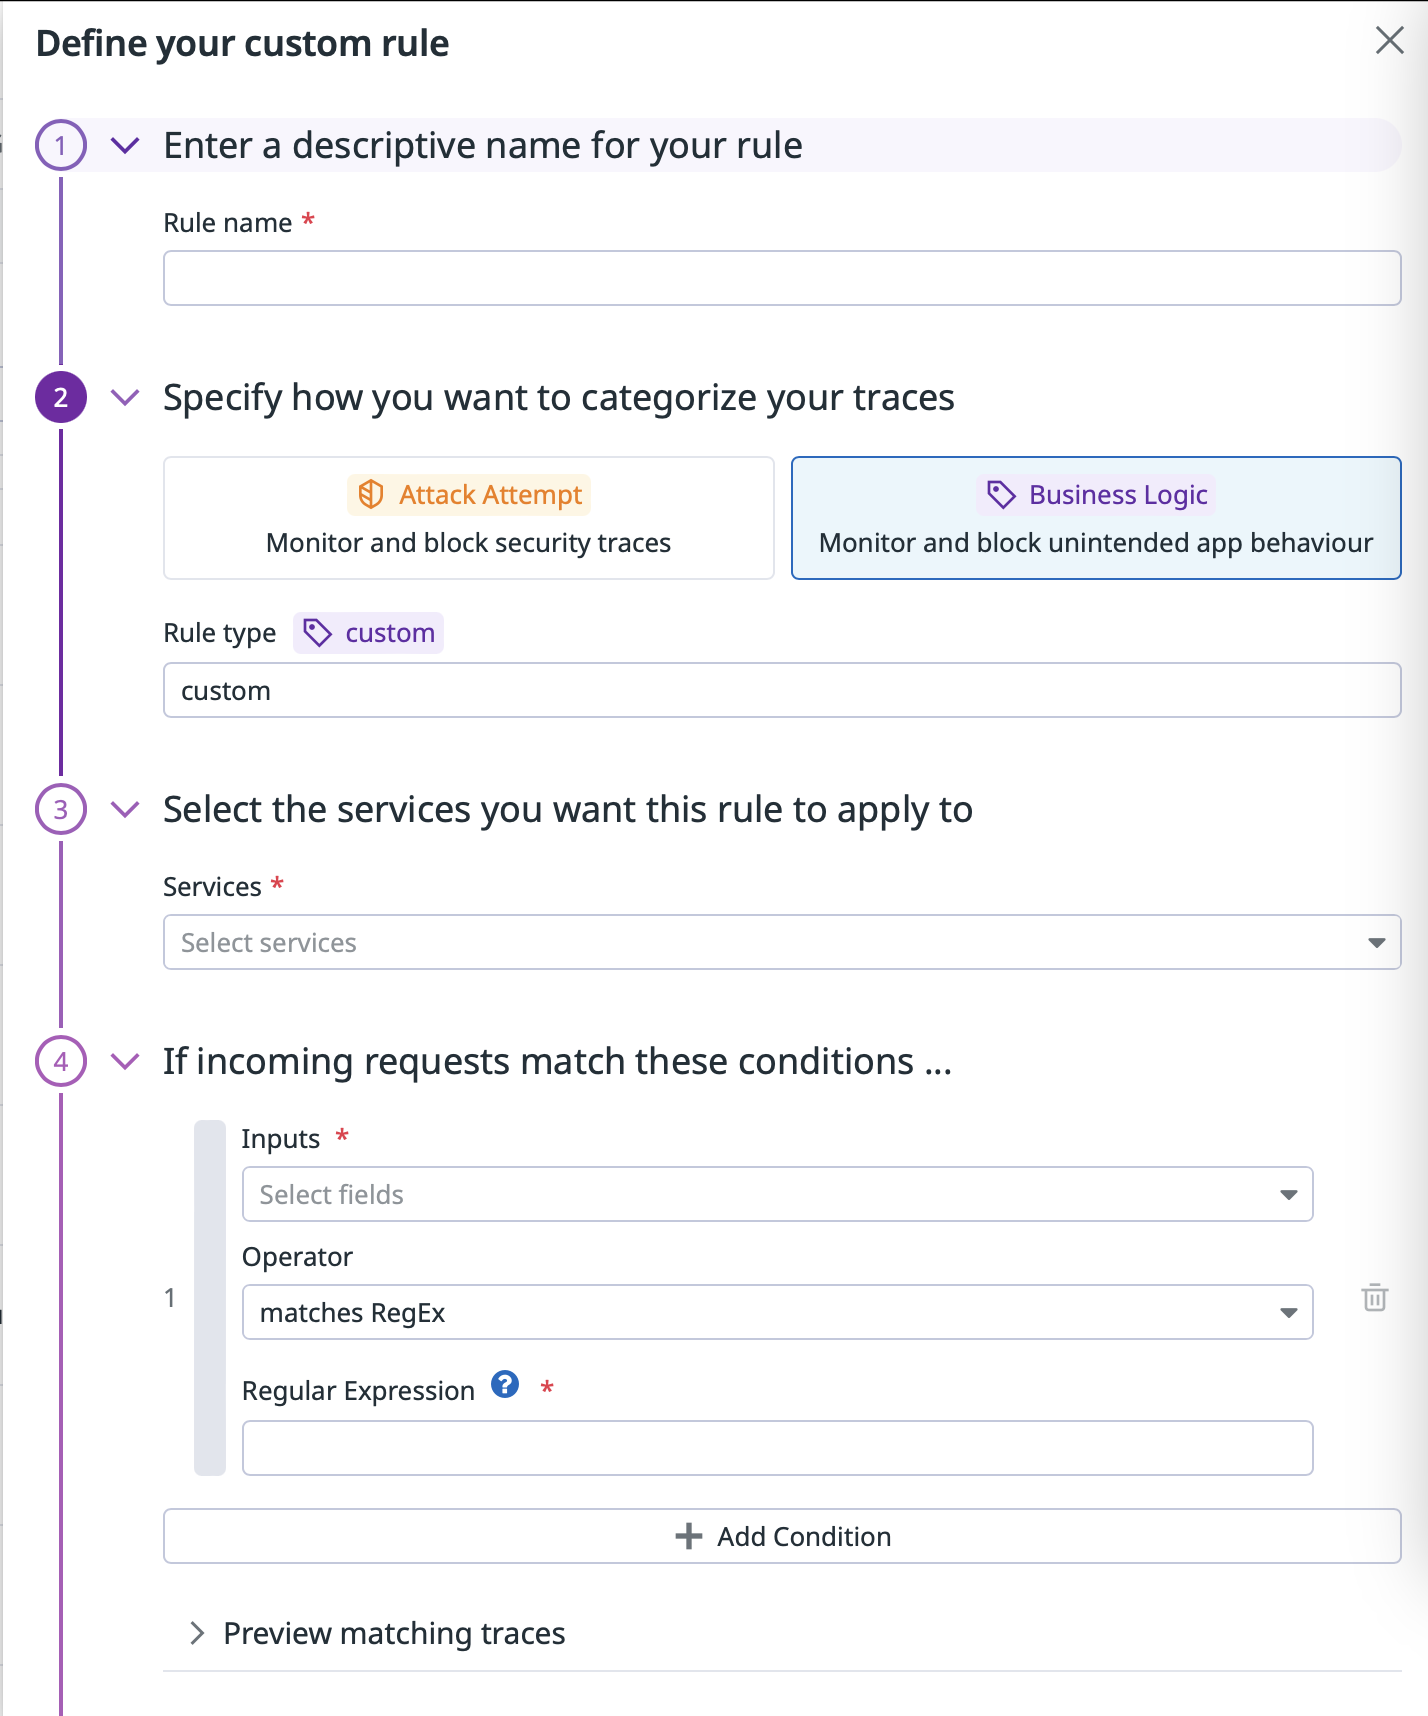 Define your custom rule
1
Enter a descriptive name for your rule
Rule name *
2
Specify how you want to categorize your traces
Attack Attempt
Monitor and block security traces
Business Logic
Monitor and block unintended app behaviour
Rule type custom
custom
3
Select the services you want this rule to apply to
Services *
Select services
4
If incoming requests match these conditions ...
Inputs *
Select fields
Operator
1
matches RegEx
Regular Expression ? *
Add Condition
Preview matching traces